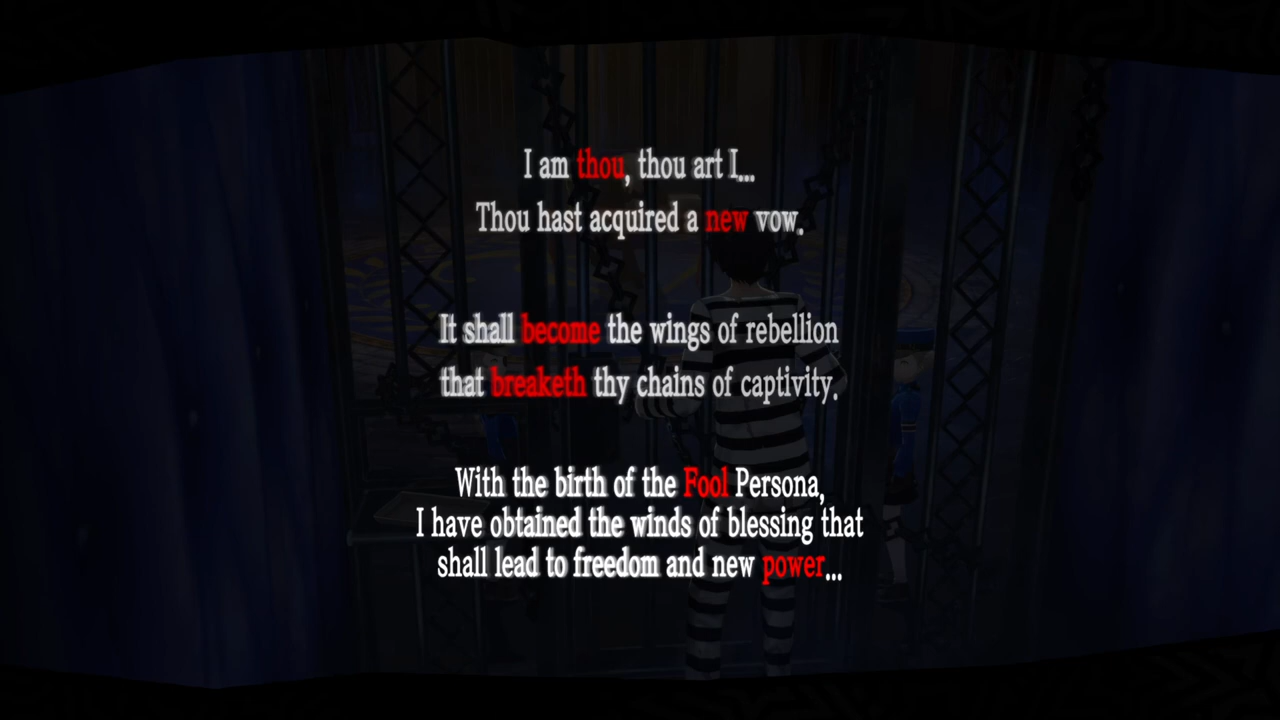 I am thou, thou art I...
Thou hast acquired a new vow.
It shall become the wings of rebellion
that breaketh thy chains of captivity.
With the birth of the Fool Persona,
I have obtained the winds of blessing that
shall lead to freedom and new power...